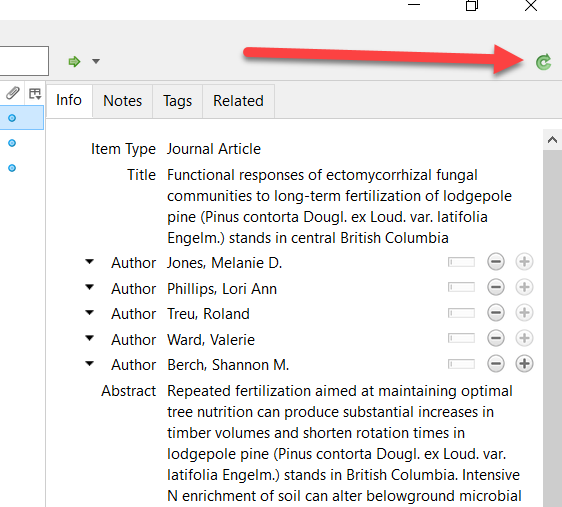 Info Notes Tags Related
Item Type Journal Article
Title Functional responses of ectomycorrhizal fungal
communities to long-term fertilization of lodgepole
pine (Pinus contorta Dougl. ex Loud. var. latifolia
Engelm.) stands in central British Columbia
Author Jones, Melanie D.
Author Phillips, Lori Ann
Author Treu, Roland
Author Ward, Valerie
Author Berch, Shannon M.
Abstract Repeated fertilization aimed at maintaining optimal
tree nutrition can produce substantial increases in
timber volumes and shorten rotation times in
lodgepole pine (Pinus contorta Dougl. ex Loud. var.
latifolia Engelm.) stands in British Columbia. Intensive
N enrichment of soil can alter belowground microbial